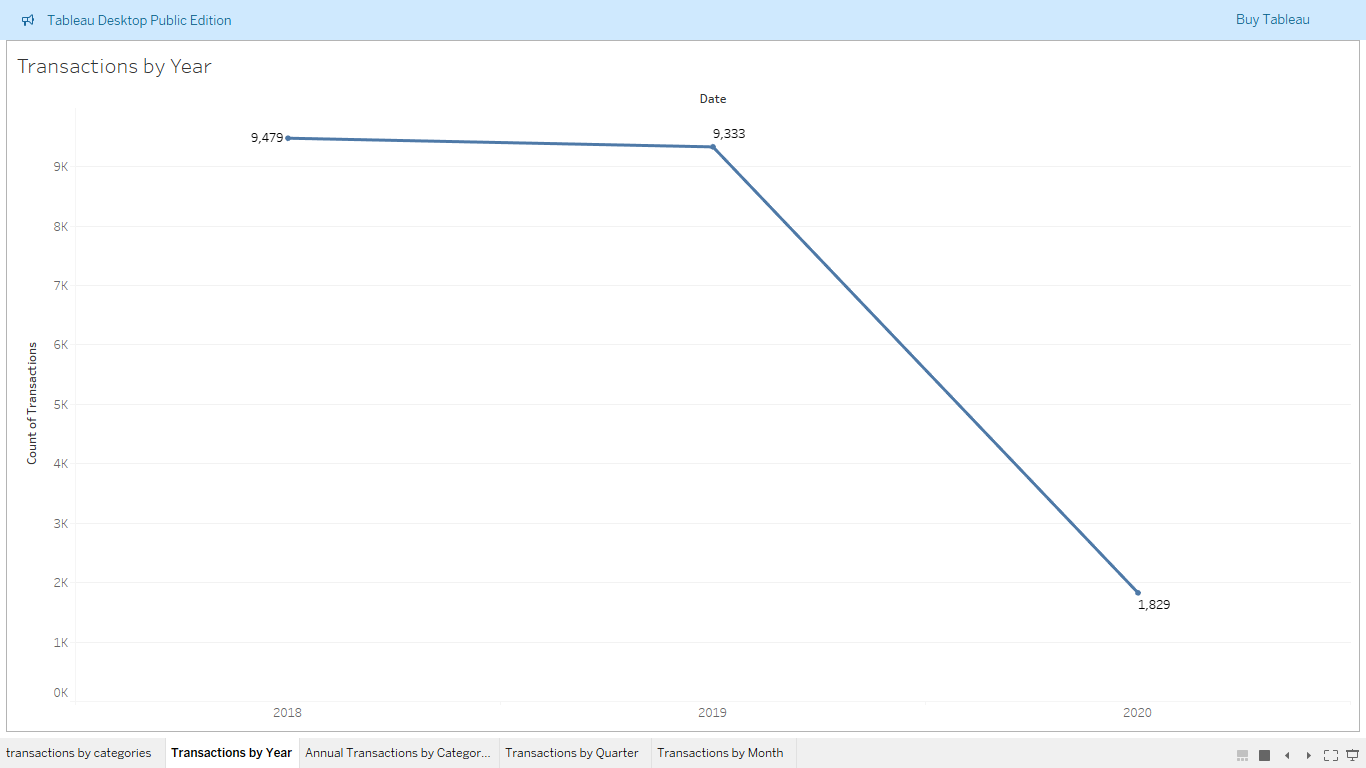 Tableau Desktop Public Edition
Buy Tableau
Transactions by Year
Date
9,479
9,333
9K
8K
7K
6K
5K
4K
3K
2K
1K
0K
Count of Transactions
1,829
2018
2019
2020
transactions by categories
Transactions by Year
Annual Transactions by Categor...
Transactions by Quarter
Transactions by Month